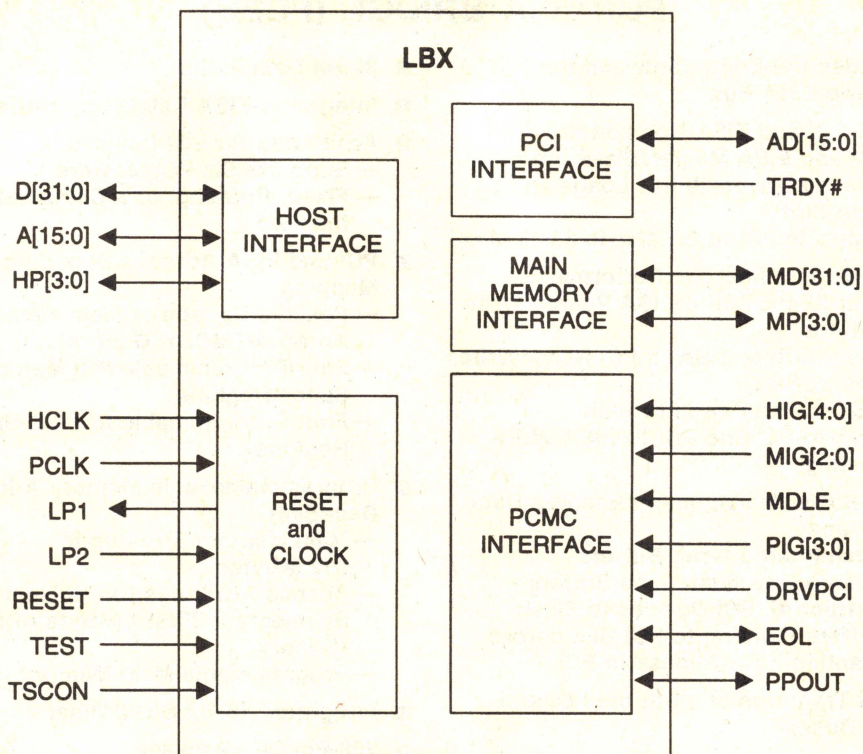 LBX
HOST
INTERFACE
D[31:0]
A[15:0]
HP[3:0]
RESET
and
CLOCK
HCLK
PCLK
LP1
LP2
RESET
TEST
TSCON
PCI
INTERFACE
AD[15:0]
TRDY#
MAIN
MEMORY
INTERFACE
MD[31:0]
MP[3:0]
PCMC
INTERFACE
HIG[4:0]
MIG[2:0]
MDLE
PIG[3:0]
DRVPCI
EOL
PPOUT